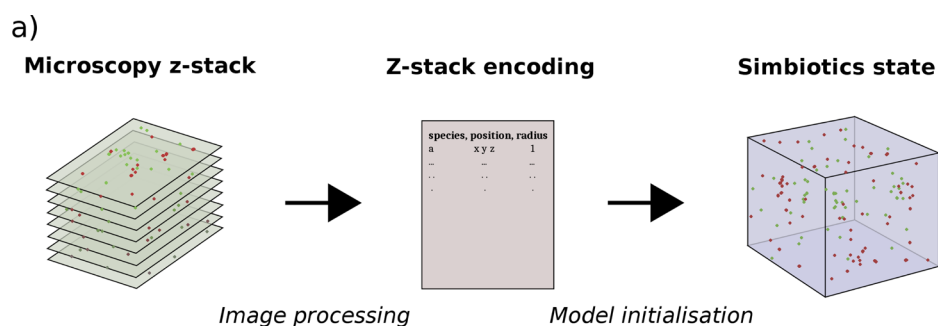 a)
Microscopy z-stack
Z-stack encoding
Simbiotics state
species, position, radius
a x y z 1
... ... ...
. . . . . .
. . .
Image processing
Model initialisation